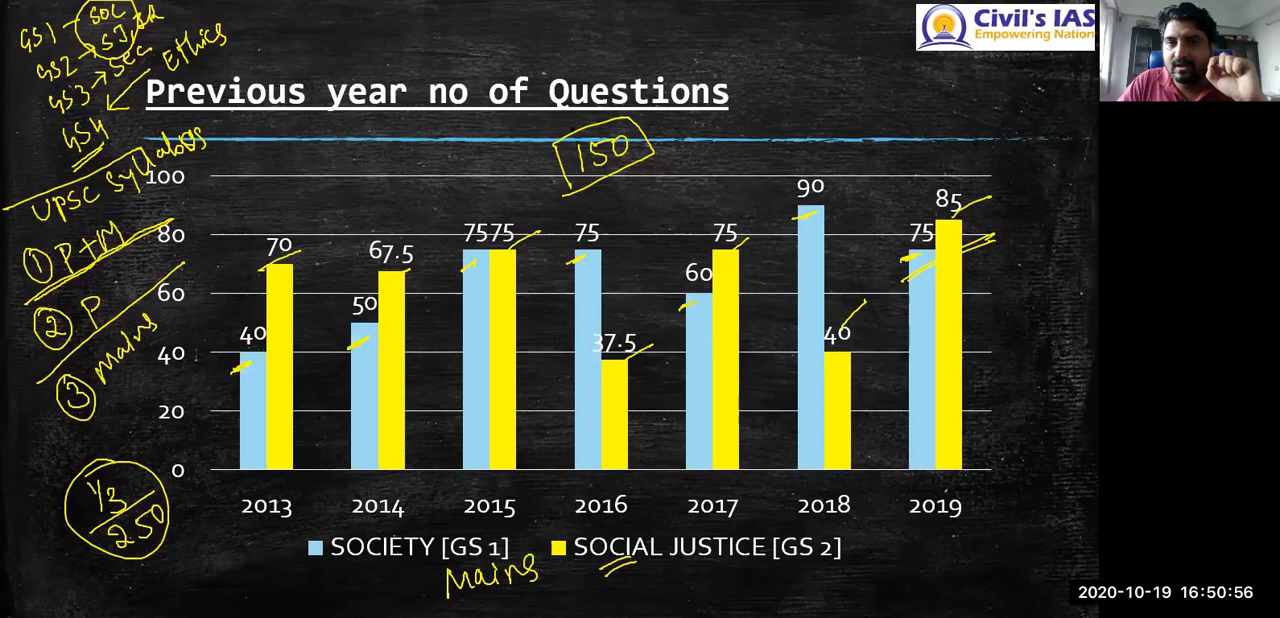 GS1 - SOC
GS2 → SJ, GR
GS3 → Sec
GS4 ← Ethics
UPSC Syllabus
① P+M
② P
③ Mains
1/3
250
Civil's IAS
Empowering Nation
Previous year no of Questions
150
100
80
60
40
20
0
40 70
50 67.5
75 75
75 37.5
60 75
90 40
75 85
2013 2014 2015 2016 2017 2018 2019
SOCIETY [GS 1] SOCIAL JUSTICE [GS 2]
Mains
2020-10-19 16:50:56